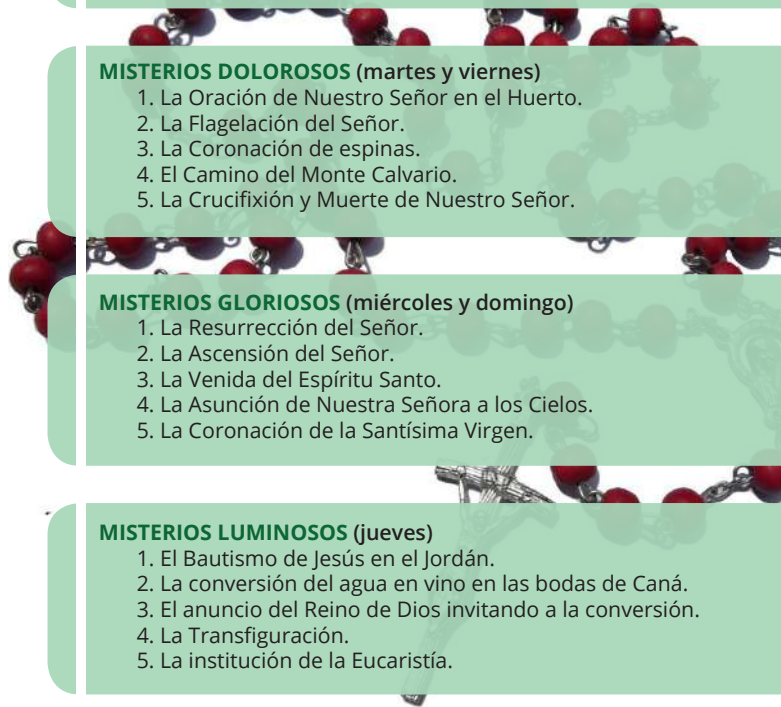 MISTERIOS DOLOROSOS (martes y viernes)
1. La Oración de Nuestro Señor en el Huerto.
2. La Flagelación del Señor.
3. La Coronación de espinas.
4. El Camino del Monte Calvario.
5. La Crucifixión y Muerte de Nuestro Señor.
MISTERIOS GLORIOSOS (miércoles y domingo)
1. La Resurrección del Señor.
2. La Ascensión del Señor.
3. La Venida del Espíritu Santo.
4. La Asunción de Nuestra Señora a los Cielos.
5. La Coronación de la Santísima Virgen.
MISTERIOS LUMINOSOS (jueves)
1. El Bautismo de Jesús en el Jordán.
2. La conversión del agua en vino en las bodas de Caná.
3. El anuncio del Reino de Dios invitando a la conversión.
4. La Transfiguración.
5. La institución de la Eucaristía.